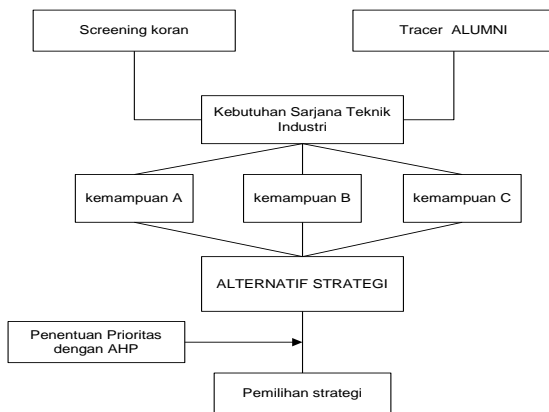 Screening koran
Tracer ALUMNI
Kebutuhan Sarjana Teknik
Industri
kemampuan A
kemampuan B
kemampuan C
ALTERNATIF STRATEGI
Penentuan Prioritas
dengan AHP
Pemilihan strategi